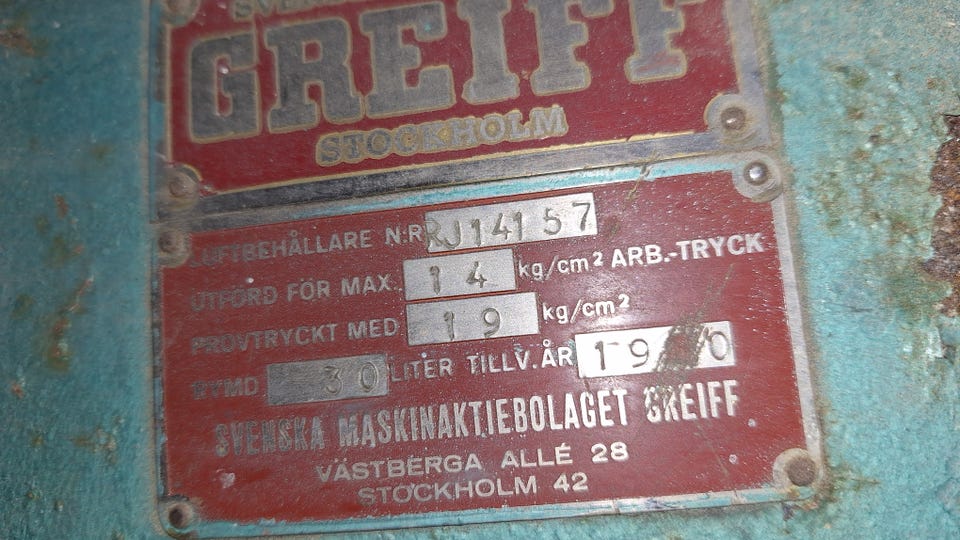 GREIFF
STOCKHOLM
LUFTBEHÅLLARE N:R RJ14157
UTFÖRD FÖR MAX. 14 kg/cm² ARB.-TRYCK
PROVTRYCKT MED 19 kg/cm²
RYMD 30 LITER TILLV.ÅR
SVENSKA MASKINAKTIEBOLAGET GREIFF
VÄSTBERGA ALLÉ 28
STOCKHOLM 42